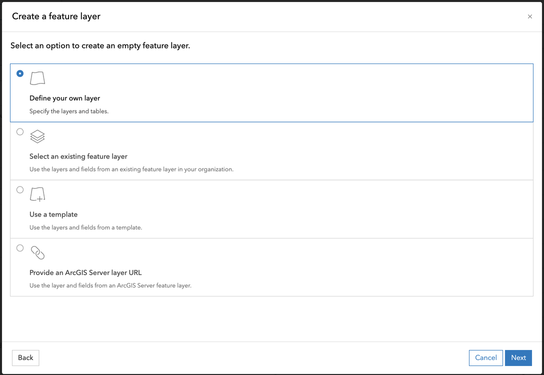 Create a feature layer
×
Select an option to create an empty feature layer.
Define your own layer
Specify the layers and tables.
Select an existing feature layer
Use the layers and fields from an existing feature layer in your organization.
Use a template
Use the layers and fields from a template.
Provide an ArcGIS Server layer URL
Use the layer and fields from an ArcGIS Server feature layer.
Back
Cancel
Next